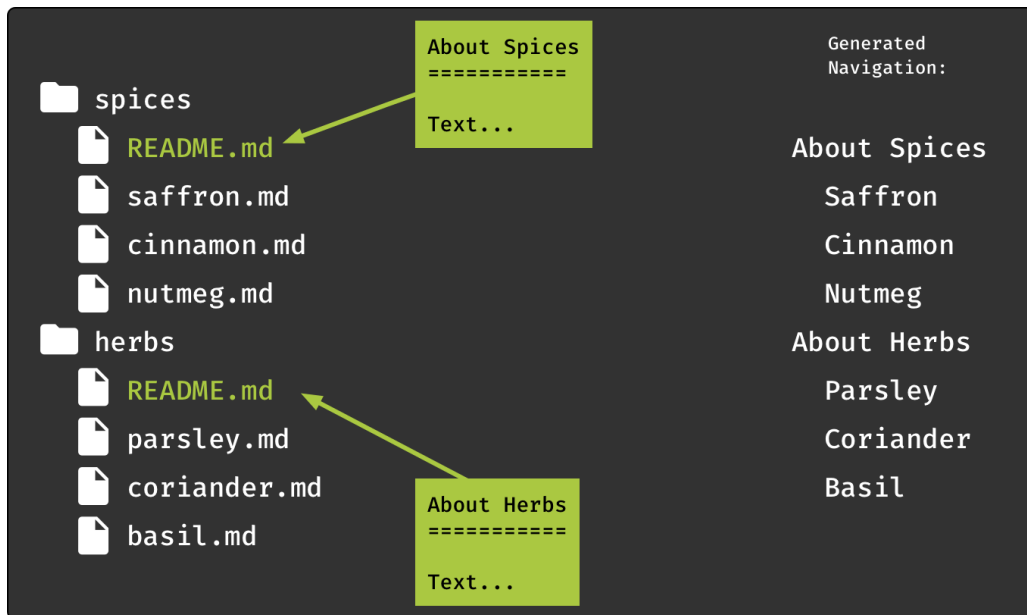 About Spices
===========
Text...
Generated
Navigation:
spices
README.md
saffron.md
cinnamon.md
nutmeg.md
herbs
README.md
parsley.md
coriander.md
basil.md
About Spices
Saffron
Cinnamon
Nutmeg
About Herbs
Parsley
Coriander
Basil
About Herbs
===========
Text...